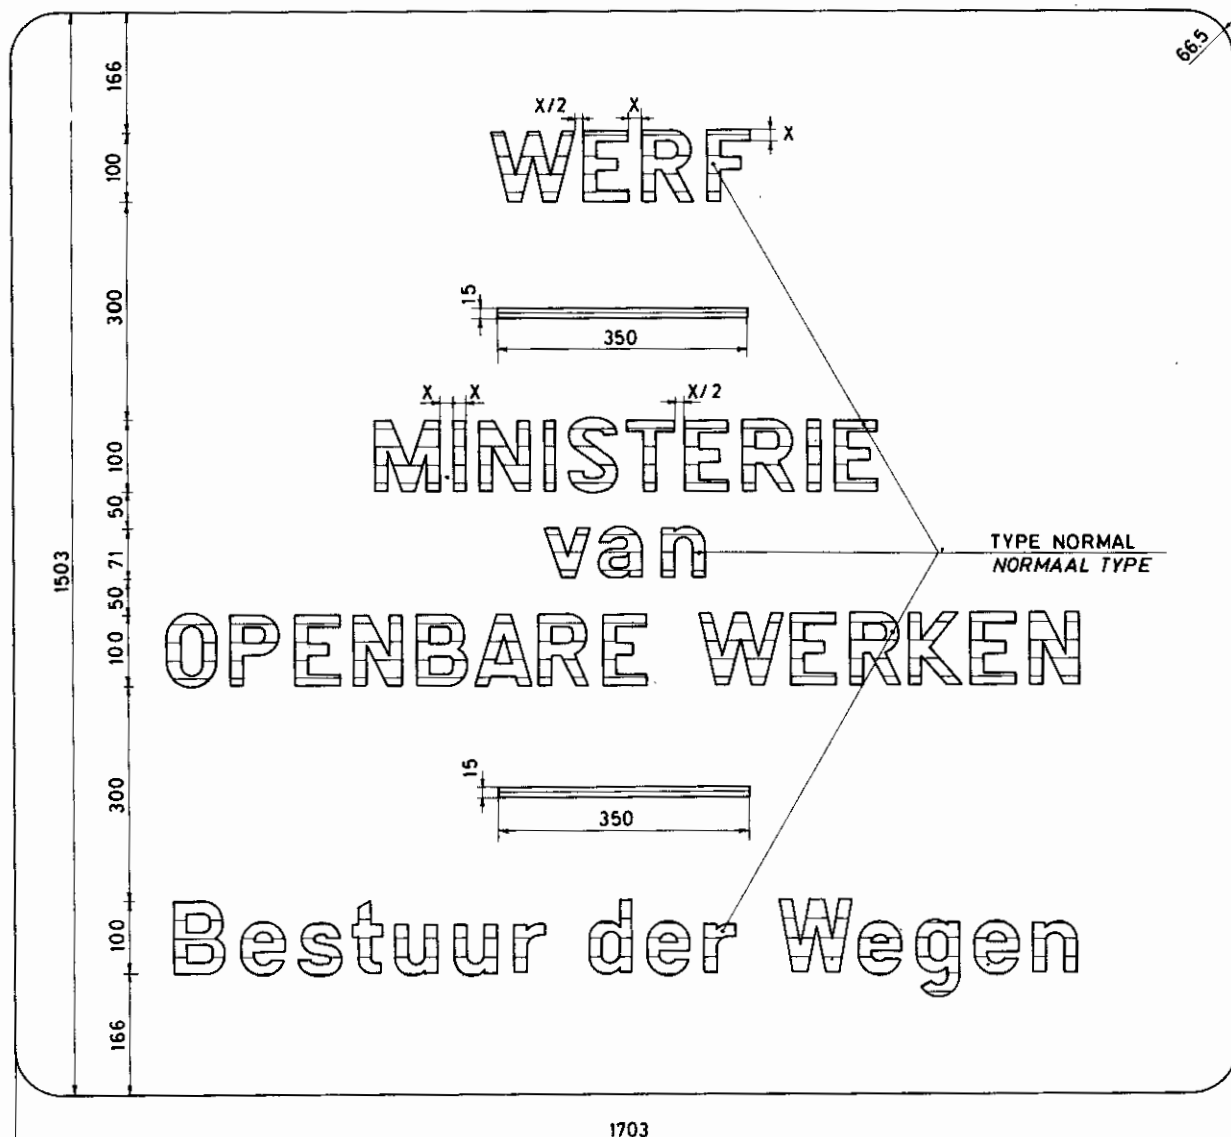 66.5
166
X/2 X
WERF
X
100
300
15
350
X X X/2
MINISTERIE
100
50
van
71
1503
TYPE NORMAL
NORMAAL TYPE
50
OPENBARE WERKEN
100
300
15
350
Bestuur der Wegen
100
166
1703